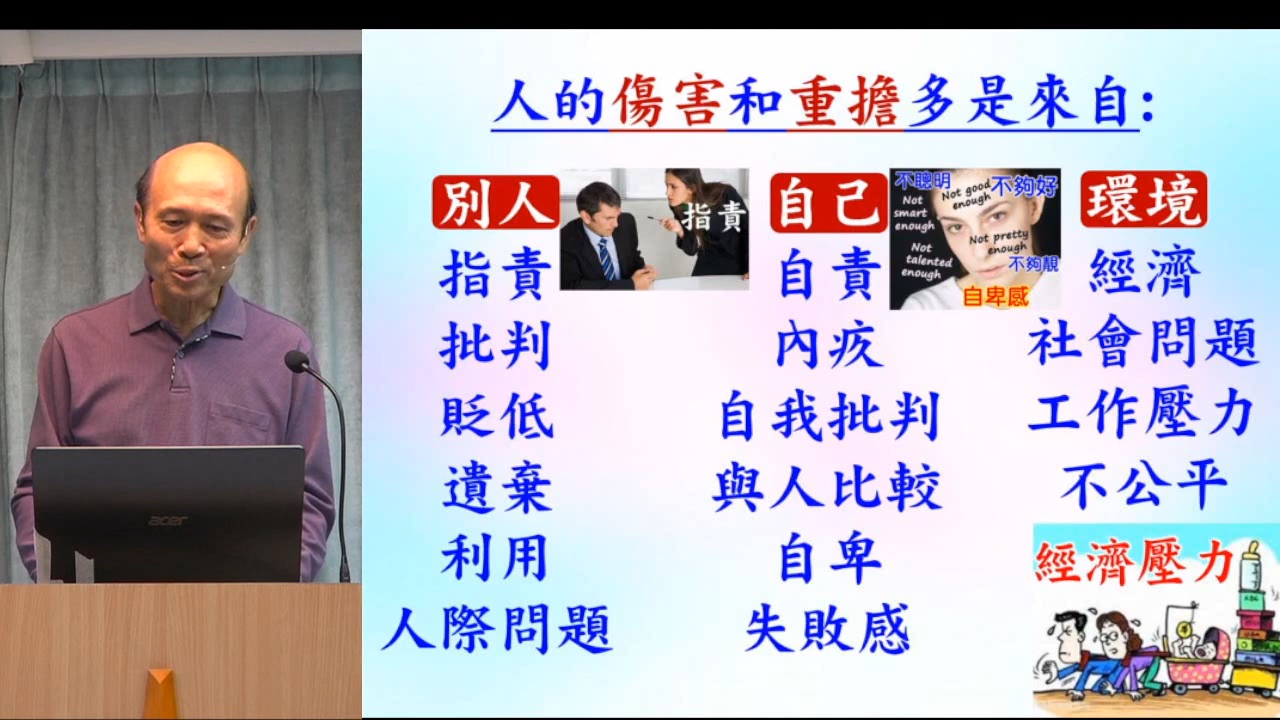 人的傷害和重擔多是來自:
別人
指責
指責
批判
貶低
遺棄
利用
人際問題
自己
不聰明
不夠好
Not good
enough
Not
smart
enough
Not pretty
enough
Not
talented
enough
不夠靚
自卑感
自責
內疚
自我批判
與人比較
自卑
失敗感
環境
經濟
社會問題
工作壓力
不公平
經濟壓力
acer